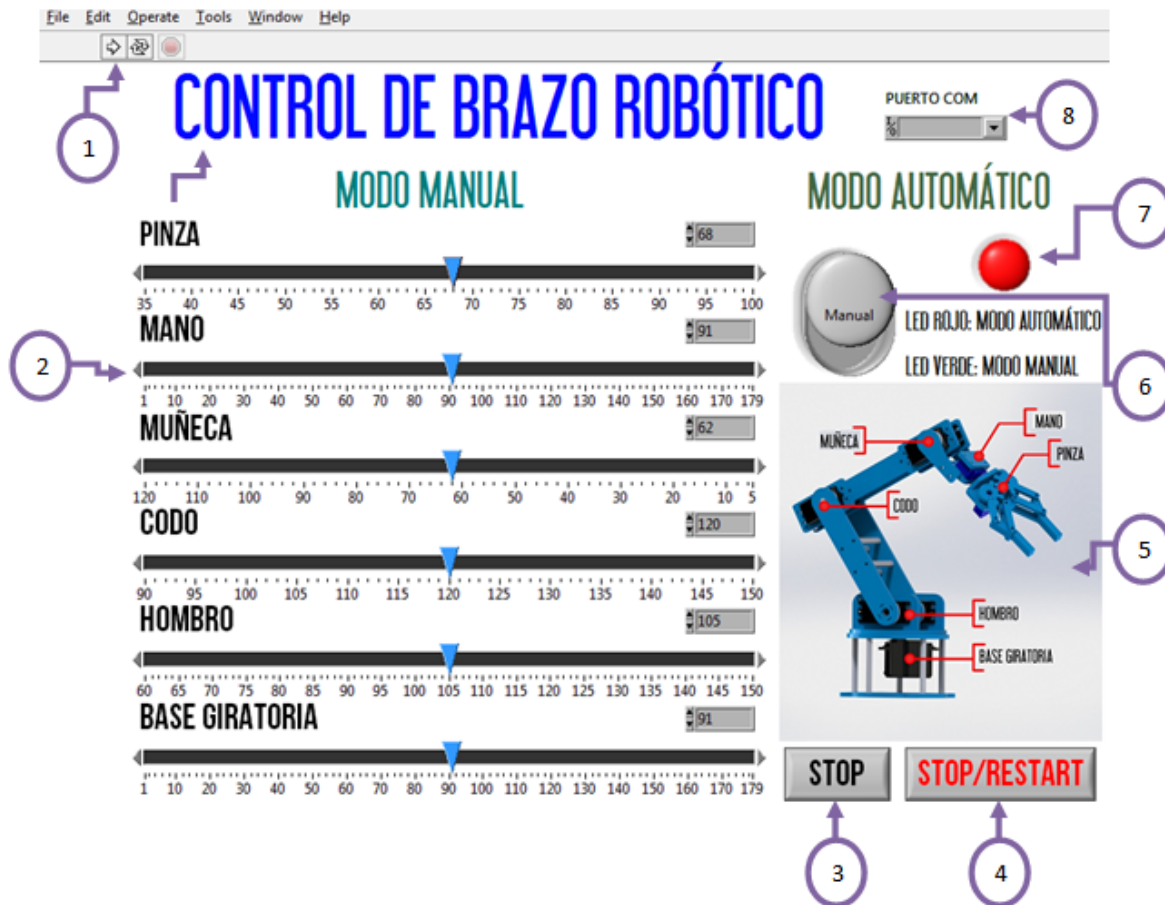 File Edit Operate Tools Window Help
1
CONTROL DE BRAZO ROBÓTICO
PUERTO COM
I/O
8
MODO MANUAL
MODO AUTOMÁTICO
7
PINZA
68
35 40 45 50 55 60 65 70 75 80 85 90 95 100
Manual
LED ROJO: MODO AUTOMÁTICO
LED VERDE: MODO MANUAL
6
MANO
91
2
1 10 20 30 40 50 60 70 80 90 100 110 120 130 140 150 160 170 179
MUÑECA
62
120 110 100 90 80 70 60 50 40 30 20 10 5
CODO
120
90 95 100 105 110 115 120 125 130 135 140 145 150
HOMBRO
105
60 65 70 75 80 85 90 95 100 105 110 115 120 125 130 135 140 145 150
BASE GIRATORIA
91
1 10 20 30 40 50 60 70 80 90 100 110 120 130 140 150 160 170 179
MANO
MUÑECA
PINZA
CODO
5
HOMBRO
BASE GIRATORIA
STOP
STOP/RESTART
3
4